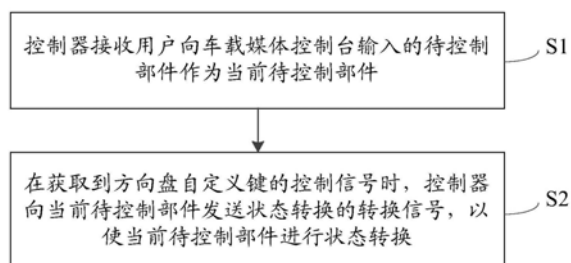 控制器接收用户向车载媒体控制台输入的待控制
部件作为当前待控制部件
S1
在获取到方向盘自定义键的控制信号时，控制器
向当前待控制部件发送状态转换的转换信号，以
使当前待控制部件进行状态转换
S2